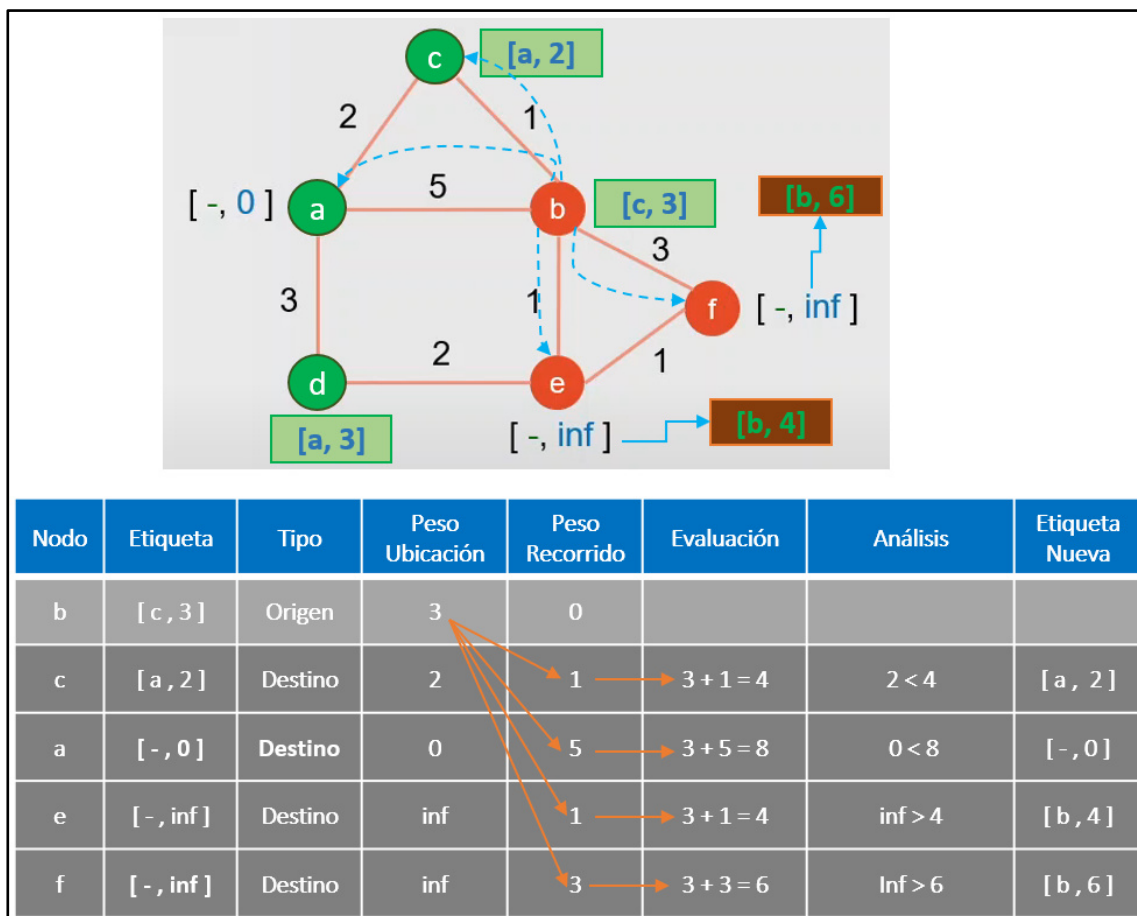 c
[a, 2]
2
1
[ -, 0 ]
a
5
b
[c, 3]
[b, 6]
3
3
1
f
[ -, inf ]
2
1
d
e
[a, 3]
[ -, inf ]
[b, 4]
Nodo Etiqueta Tipo Peso Ubicación Peso Recorrido Evaluación Análisis Etiqueta Nueva
b [ c , 3 ] Origen 3 0
c [ a , 2 ] Destino 2 1 3 + 1 = 4 2 < 4 [ a , 2 ]
a [ - , 0 ] Destino 0 5 3 + 5 = 8 0 < 8 [ - , 0 ]
e [ - , inf ] Destino inf 1 3 + 1 = 4 inf > 4 [ b , 4 ]
f [ - , inf ] Destino inf 3 3 + 3 = 6 Inf > 6 [ b , 6 ]